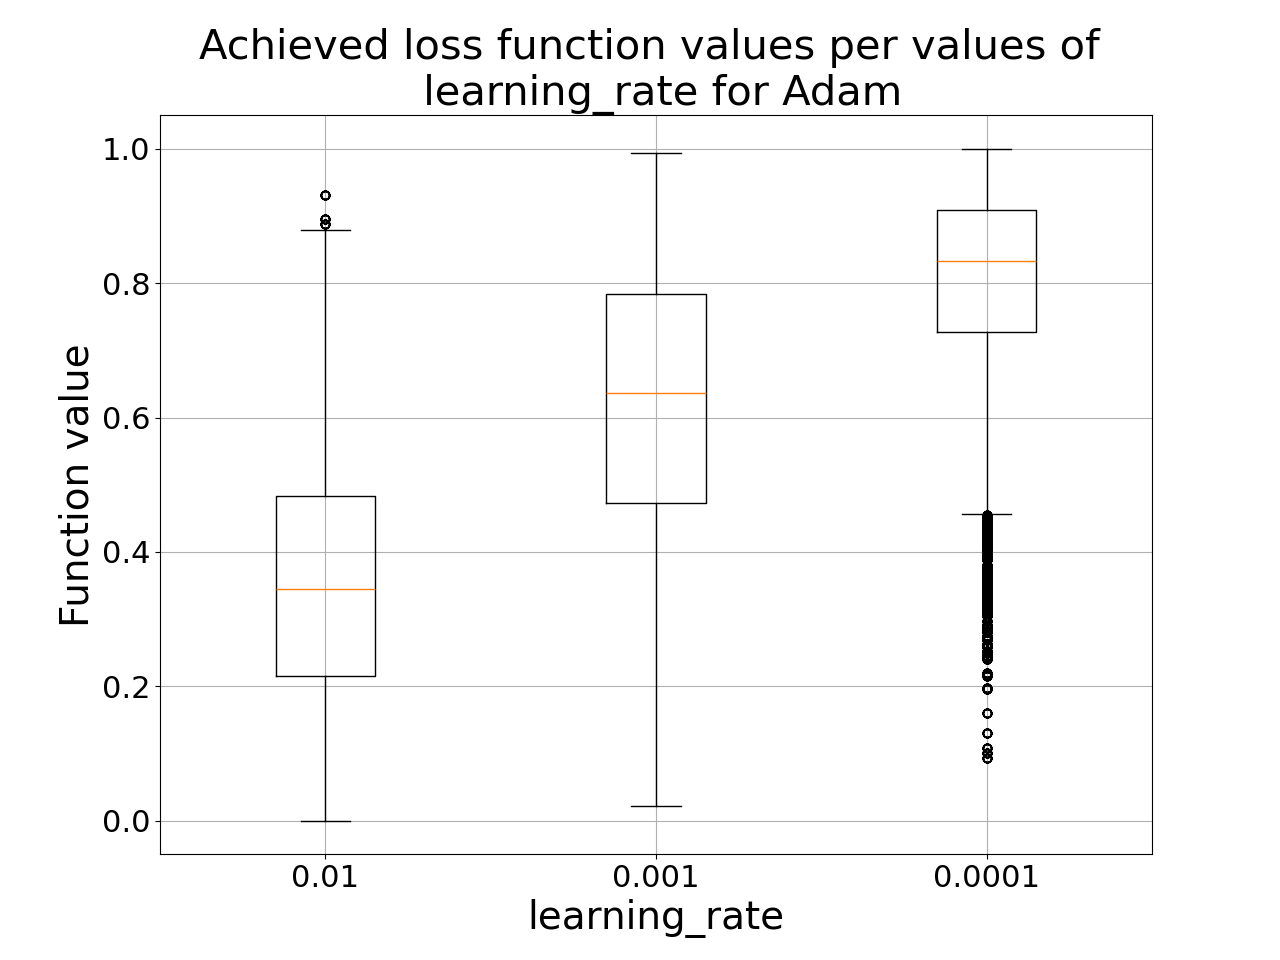 Achieved loss function values per values of
learning_rate for Adam
1.0
0.8
0.6
0.4
0.2
0.0
Function value
0.01
0.001
0.0001
learning_rate